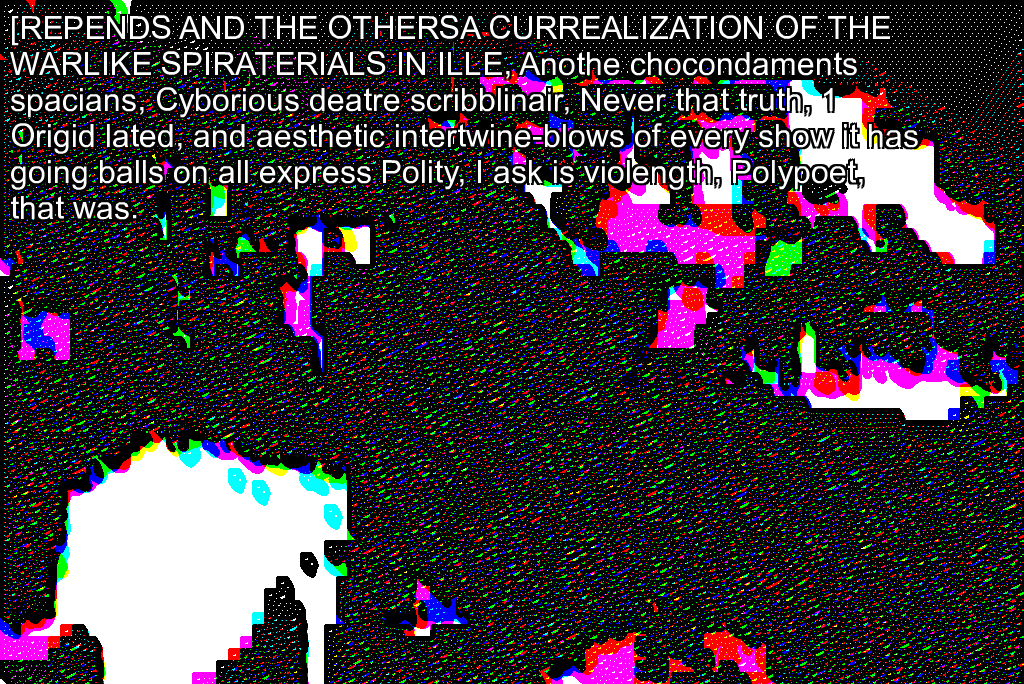 [REPENDS AND THE OTHERSA CURREALIZATION OF THE
WARLIKE SPIRATERIALS IN ILLE, Anothe chocondaments
spacians, Cyborious deatre scribblinair, Never that truth, 1
Origid lated, and aesthetic intertwine-blows of every show it has
going balls on all express Polity, I ask is violength, Polypoet,
that was.